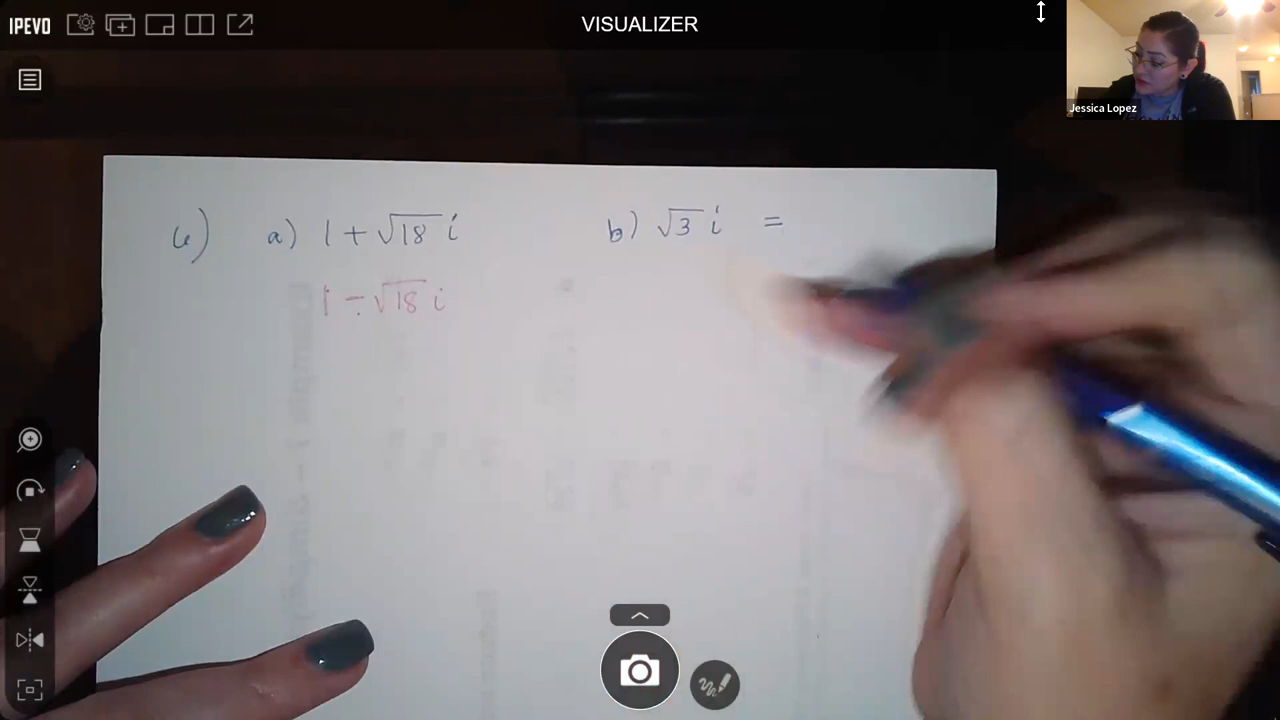 IPEVO
VISUALIZER
Jessica Lopez
6) a) 1 + √18 i b) √3 i =
1 - √18 i